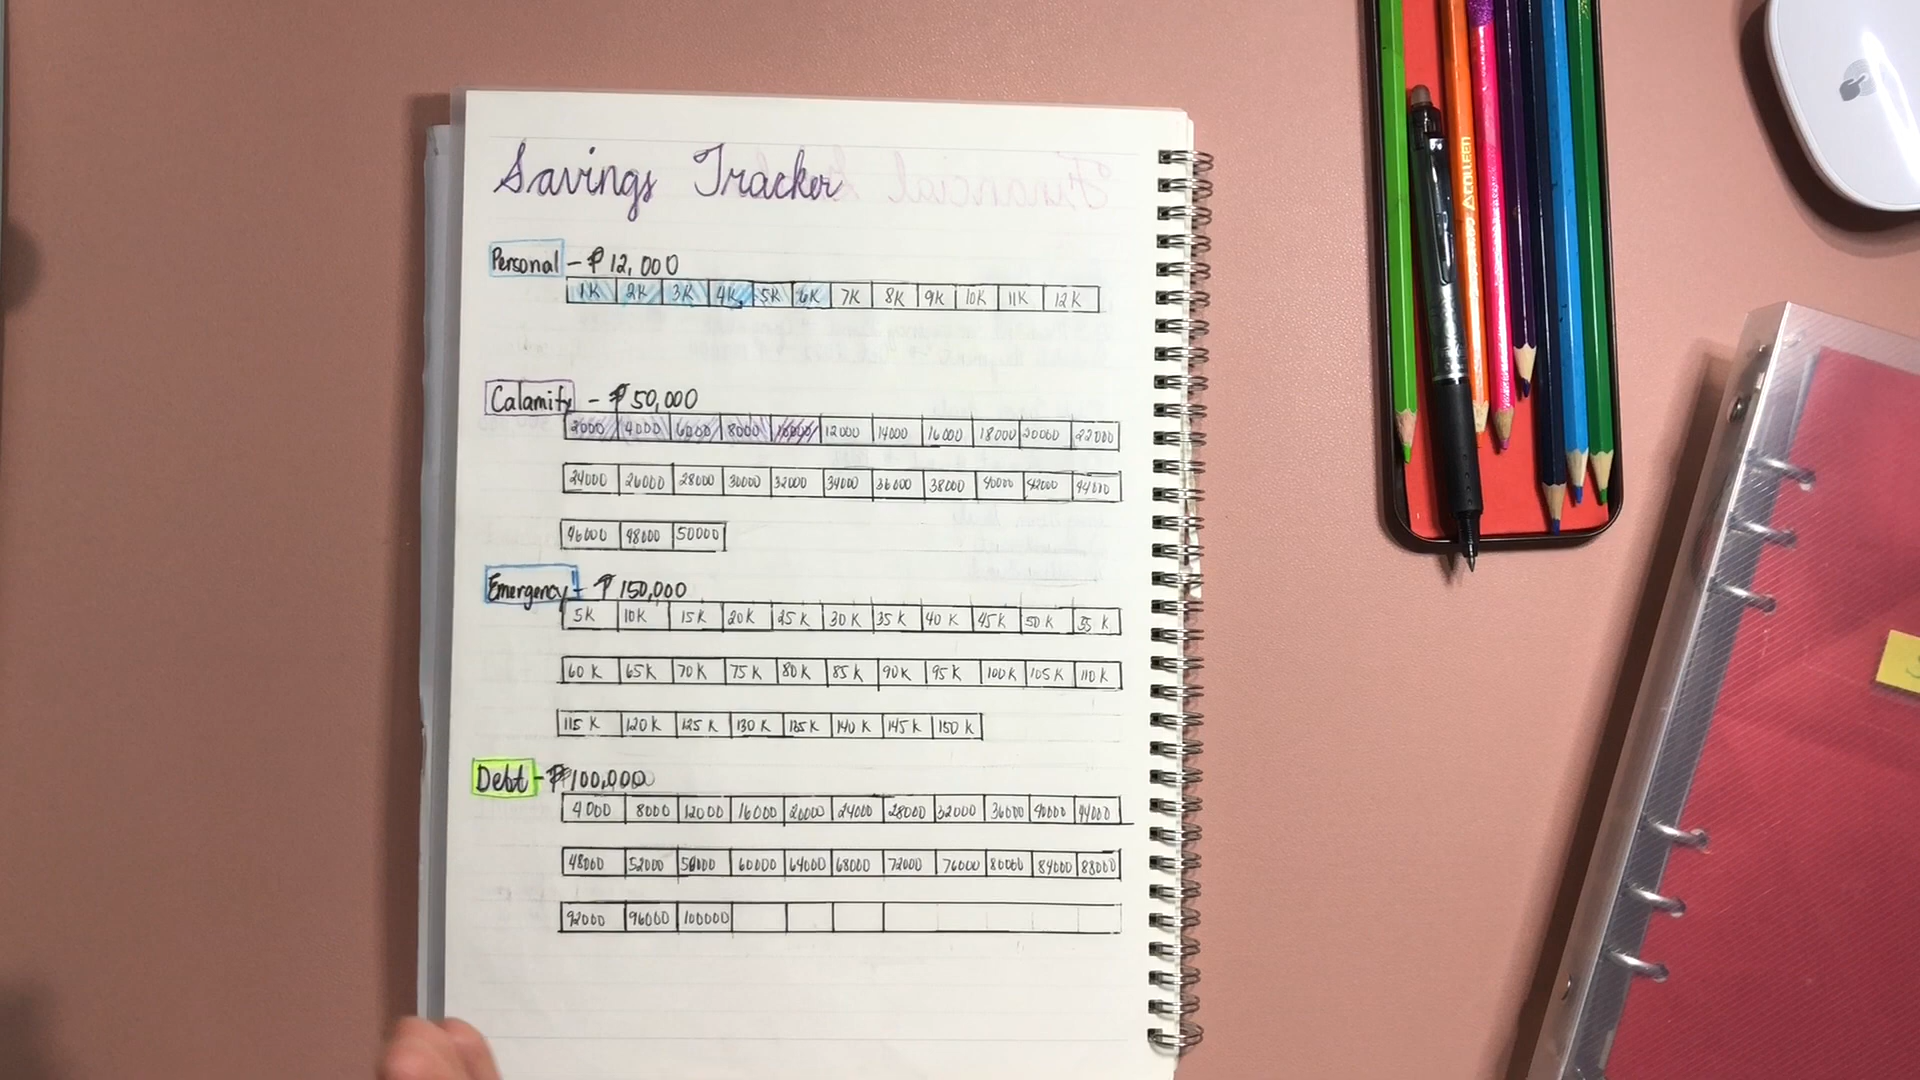 Savings Tracker
Personal - ₱ 12,000
1K 2K 3K 4K 5K 6K 7K 8K 9K 10K 11K 12K
Calamity - ₱ 50,000
2000 4000 6000 8000 10000 12000 14000 16000 18000 20000 22000
24000 26000 28000 30000 32000 34000 36000 38000 40000 42000 44000
46000 48000 50000
Emergency - ₱ 150,000
5K 10K 15K 20K 25K 30K 35K 40K 45K 50K 55K
60K 65K 70K 75K 80K 85K 90K 95K 100K 105K 110K
115K 120K 125K 130K 135K 140K 145K 150K
Debt - ₱ 100,000
4000 8000 12000 16000 20000 24000 28000 32000 36000 40000 44000
48000 52000 56000 60000 64000 68000 72000 76000 80000 84000 88000
92000 96000 100000
COLLEEN